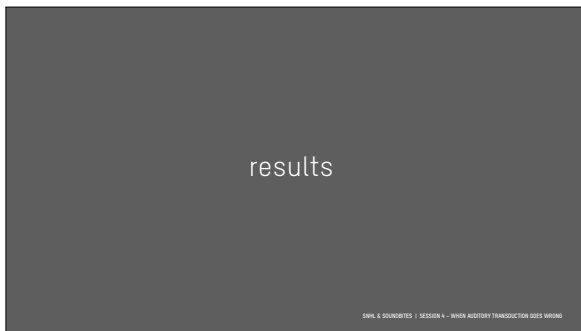 results
SNHL & SOUNDBITES | SESSION 4 – WHEN AUDITORY TRANSDUCTION GOES WRONG